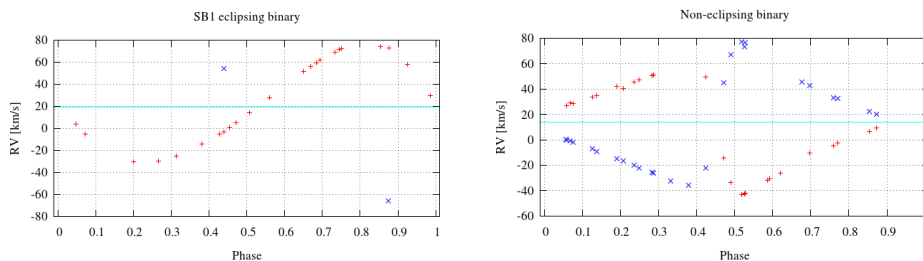 SB1 eclipsing binary
RV [km/s]
80
60
40
20
0
-20
-40
-60
-80
0 0.1 0.2 0.3 0.4 0.5 0.6 0.7 0.8 0.9 1
Phase
Non-eclipsing binary
RV [km/s]
80
60
40
20
0
-20
-40
-60
0 0.1 0.2 0.3 0.4 0.5 0.6 0.7 0.8 0.9
Phase